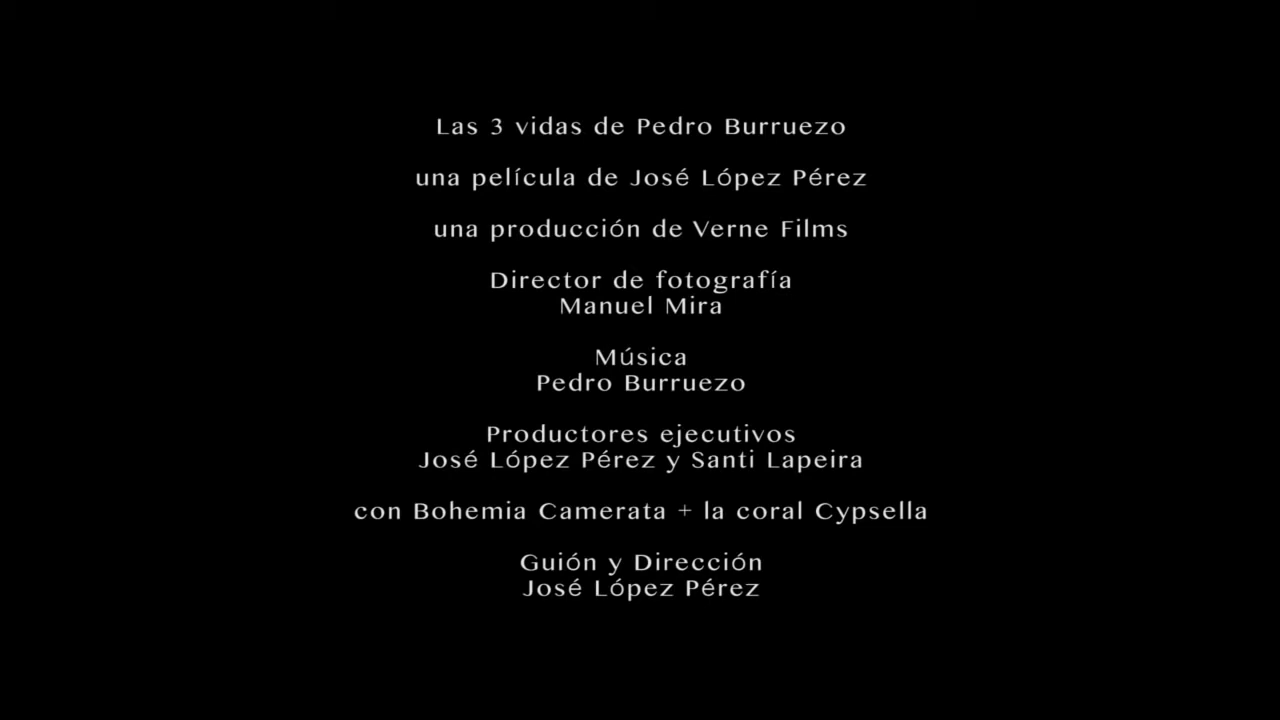 Las 3 vidas de Pedro Burruezo
una película de José López Pérez
una producción de Verne Films
Director de fotografía
Manuel Mira
Música
Pedro Burruezo
Productores ejecutivos
José López Pérez y Santi Lapeira
con Bohemia Camerata + la coral Cypsella
Guión y Dirección
José López Pérez